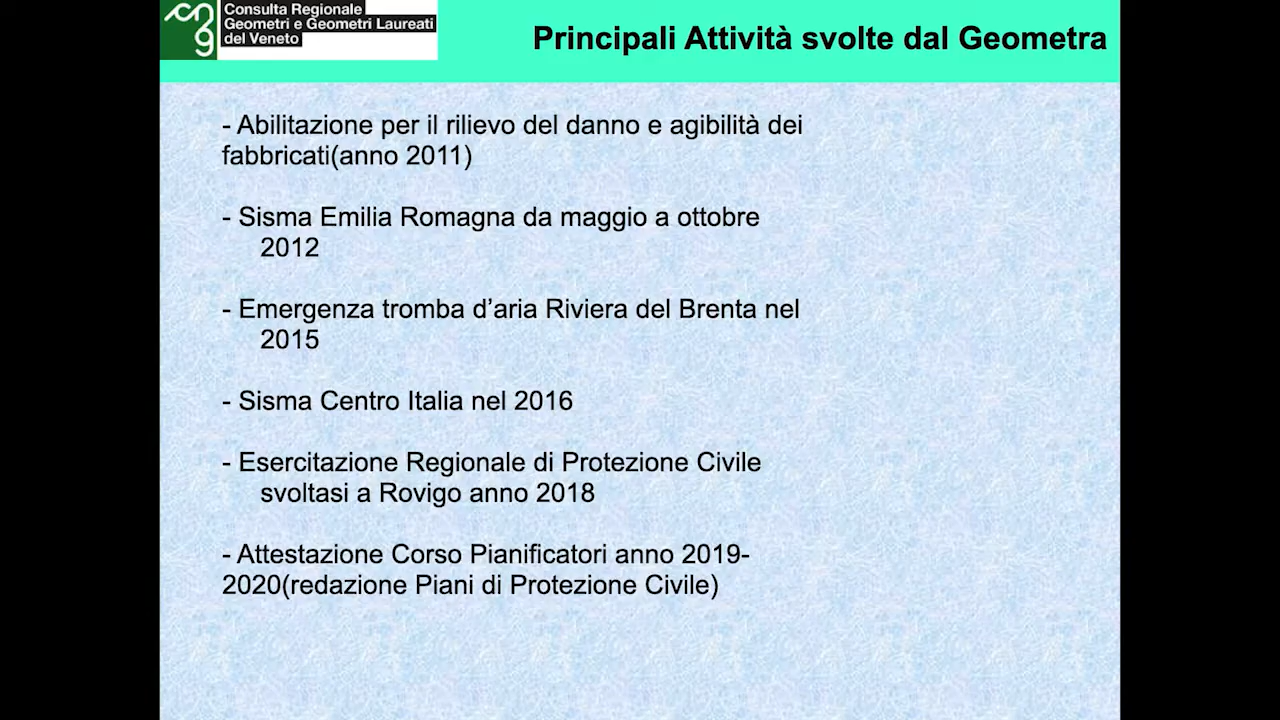 Consulta Regionale
Geometri e Geometri Laureati
del Veneto
Principali Attività svolte dal Geometra
- Abilitazione per il rilievo del danno e agibilità dei
fabbricati(anno 2011)
- Sisma Emilia Romagna da maggio a ottobre
2012
- Emergenza tromba d’aria Riviera del Brenta nel
2015
- Sisma Centro Italia nel 2016
- Esercitazione Regionale di Protezione Civile
svoltasi a Rovigo anno 2018
- Attestazione Corso Pianificatori anno 2019-
2020(redazione Piani di Protezione Civile)